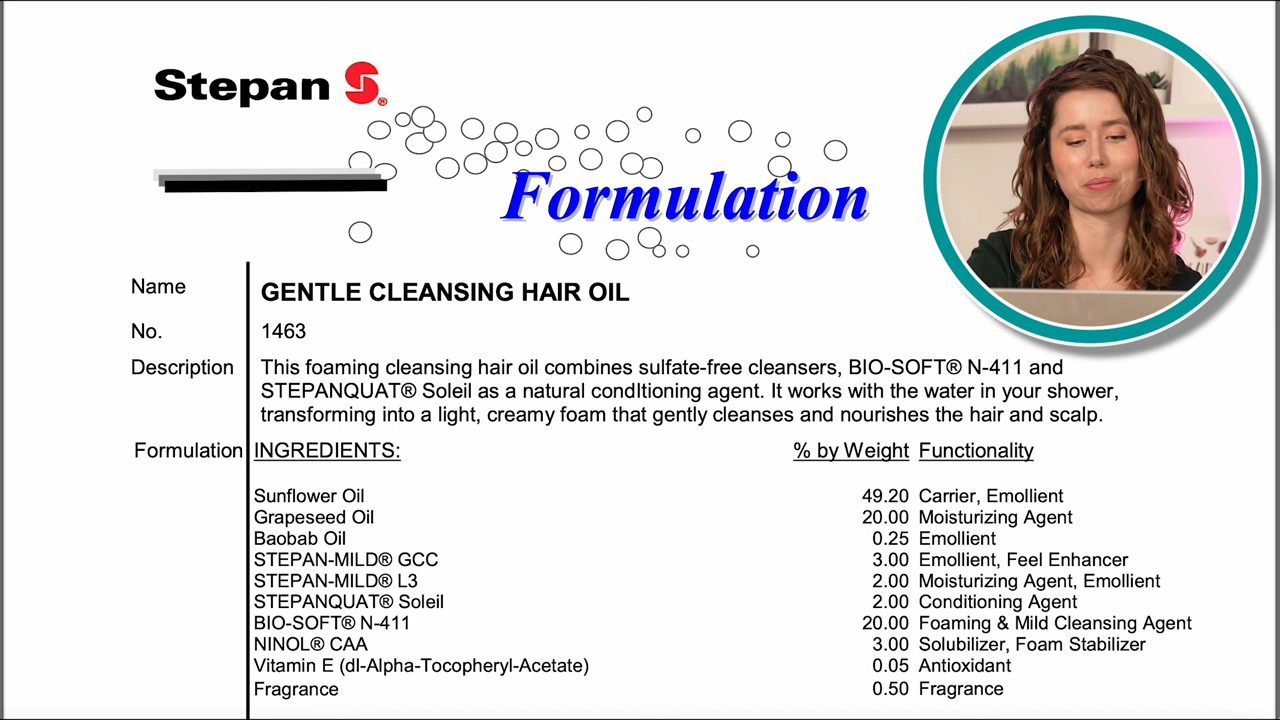 Stepan S®
Formulation
Name GENTLE CLEANSING HAIR OIL
No. 1463
Description This foaming cleansing hair oil combines sulfate-free cleansers, BIO-SOFT® N-411 and
STEPANQUAT® Soleil as a natural condItioning agent. It works with the water in your shower,
transforming into a light, creamy foam that gently cleanses and nourishes the hair and scalp.
Formulation INGREDIENTS: % by Weight Functionality
Sunflower Oil 49.20 Carrier, Emollient
Grapeseed Oil 20.00 Moisturizing Agent
Baobab Oil 0.25 Emollient
STEPAN-MILD® GCC 3.00 Emollient, Feel Enhancer
STEPAN-MILD® L3 2.00 Moisturizing Agent, Emollient
STEPANQUAT® Soleil 2.00 Conditioning Agent
BIO-SOFT® N-411 20.00 Foaming & Mild Cleansing Agent
NINOL® CAA 3.00 Solubilizer, Foam Stabilizer
Vitamin E (dl-Alpha-Tocopheryl-Acetate) 0.05 Antioxidant
Fragrance 0.50 Fragrance